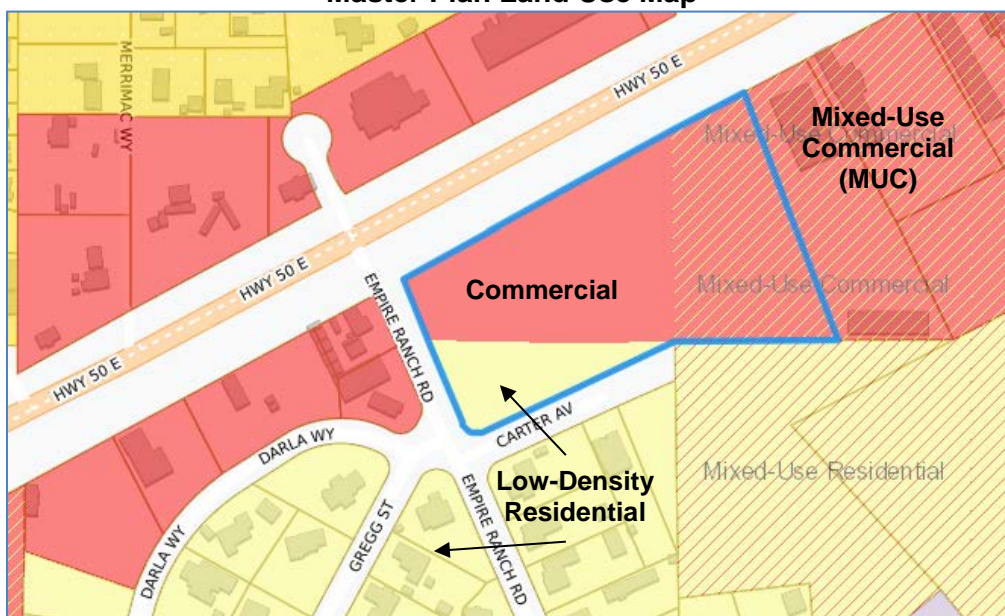 Master Plan Land Use Map
MERRIMAC WY
HWY 50 E
Mixed-Use Commercial
Mixed-Use
Commercial
(MUC)
HWY 50 E
EMPIRE RANCH RD
Commercial
Mixed-Use Commercial
HWY 50 E
DARLA WY
CARTER AV
Low-Density
Residential
Mixed-Use Residential
EMPIRE RANCH RD
GREGG ST
DARLA WY